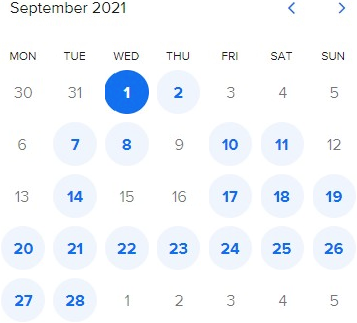 September 2021
MON TUE WED THU FRI SAT SUN
30 31 1 2 3 4 5
6 7 8 9 10 11 12
13 14 15 16 17 18 19
20 21 22 23 24 25 26
27 28 1 2 3 4 5